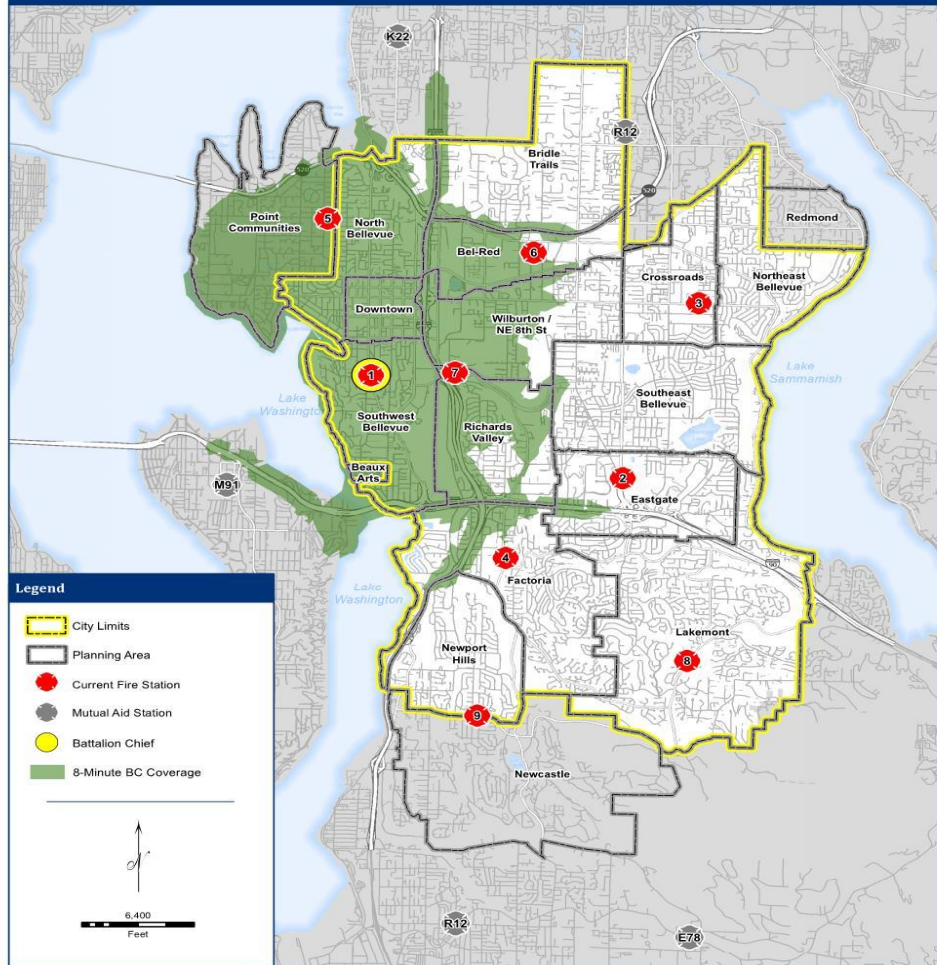 K22
R12
Bridle
Trails
520
520
Redmond
Point
Communities
5
North
Bellevue
Bel-Red
6
Crossroads
3
Northeast
Bellevue
Downtown
Wilburton /
NE 8th St
1
7
Lake
Washington
Southwest
Bellevue
Richards
Valley
Southeast
Bellevue
Lake
Sammamish
Beaux
Arts
M91
2
Eastgate
4
Factoria
90
Lake
Washington
Newport
Hills
Lakemont
8
9
Newcastle
R12
E78
Legend
City Limits
Planning Area
Current Fire Station
Mutual Aid Station
Battalion Chief
8-Minute BC Coverage
N
6,400
Feet